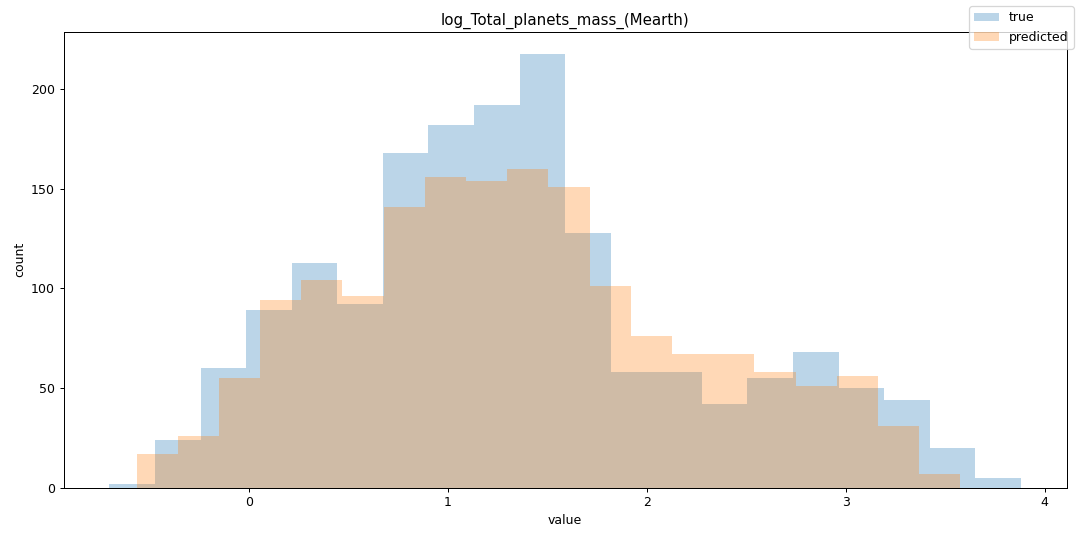 log_Total_planets_mass_(Mearth)
true
predicted
200
150
100
50
0
count
0 1 2 3 4
value